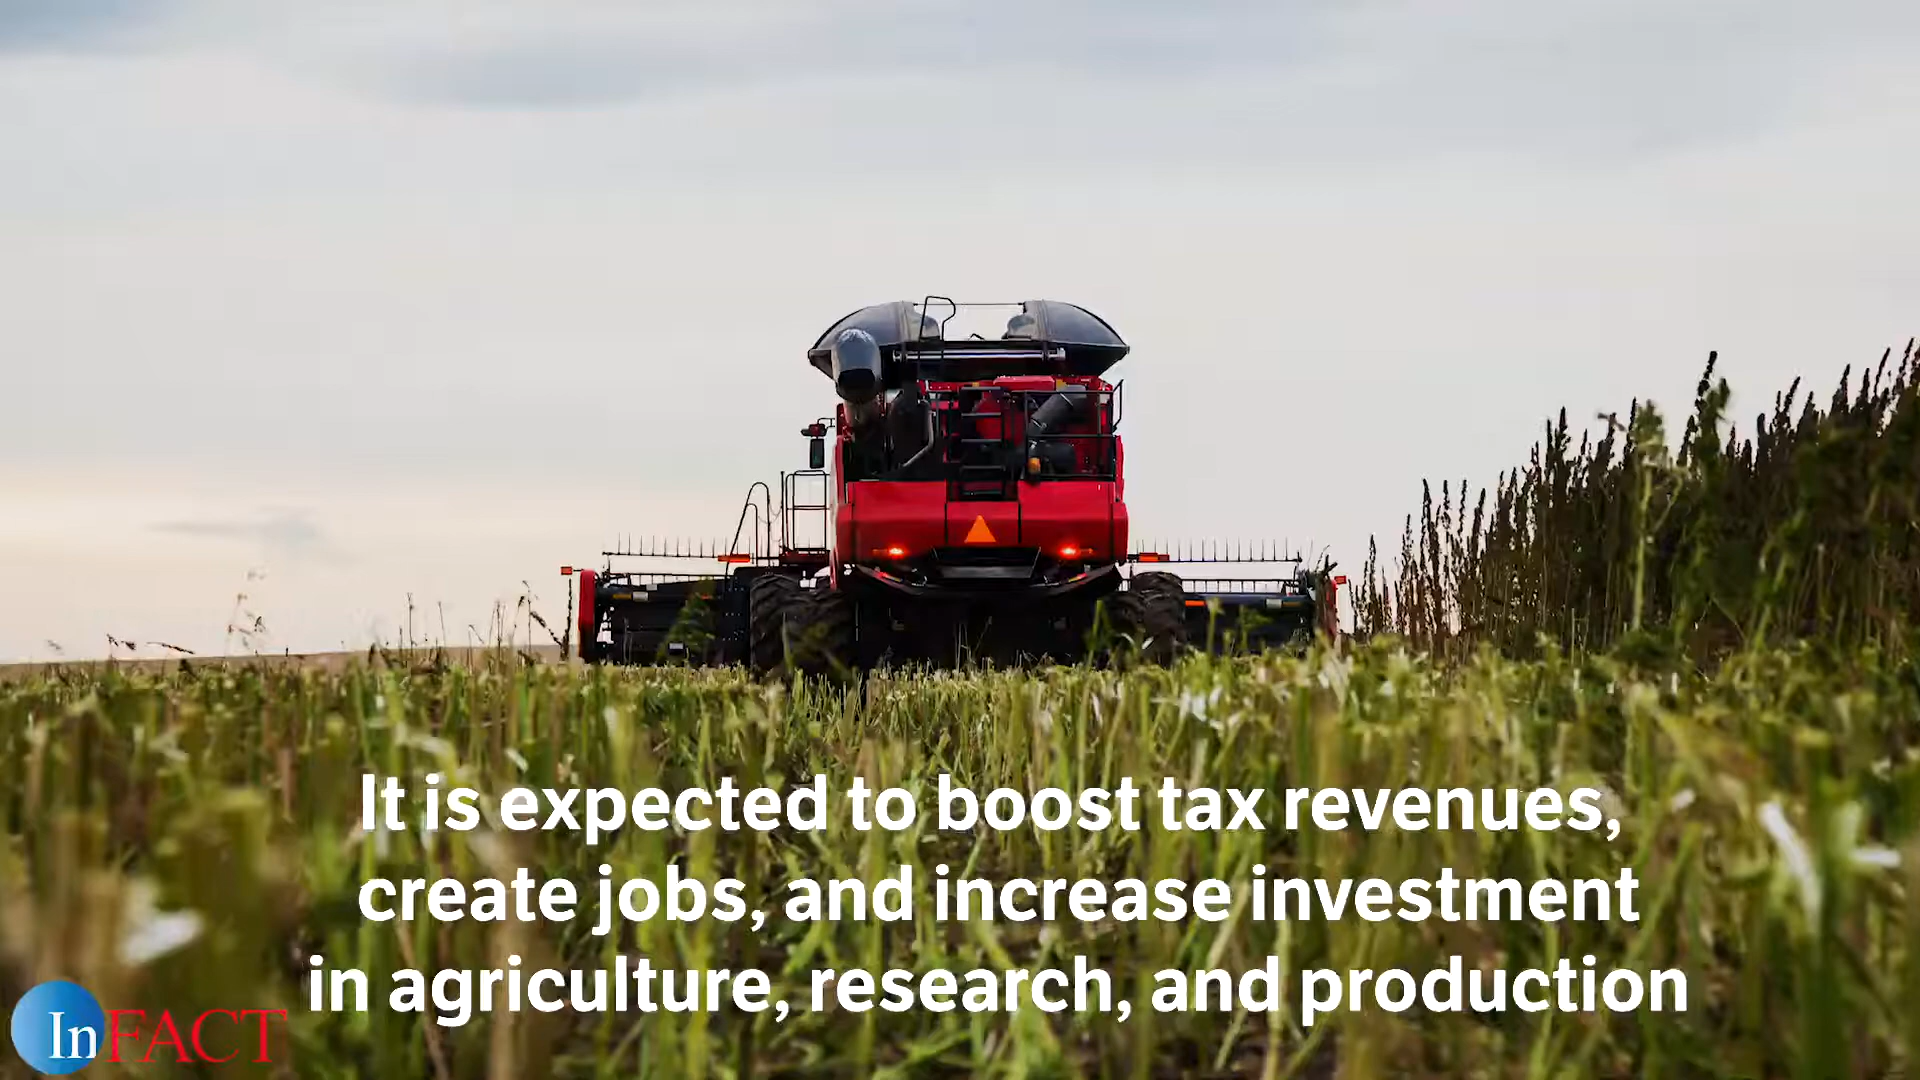 It is expected to boost tax revenues,
create jobs, and increase investment
in agriculture, research, and production
InFACT